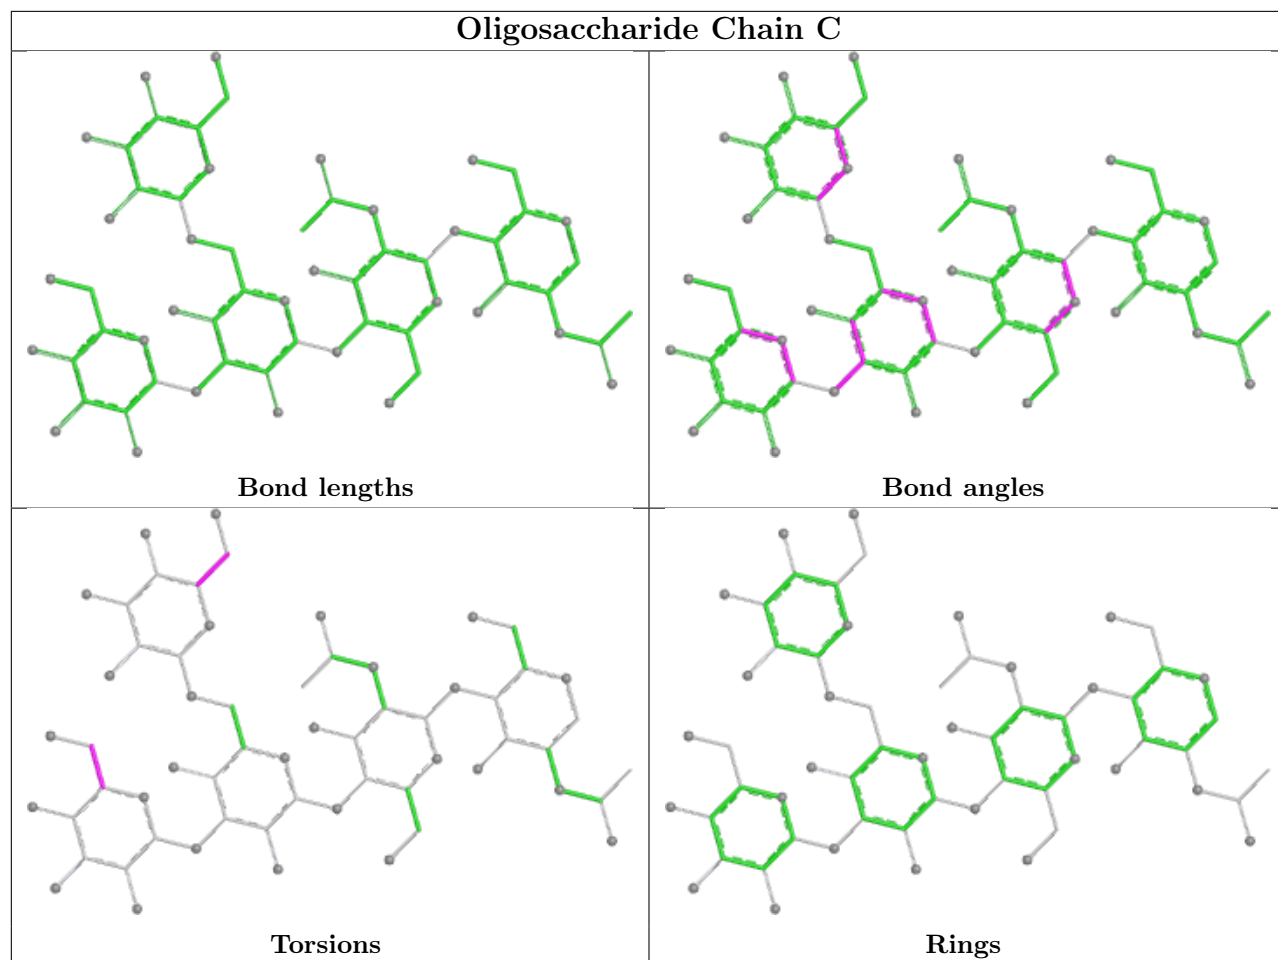 Oligosaccharide Chain C
Bond lengths
Bond angles
Torsions
Rings